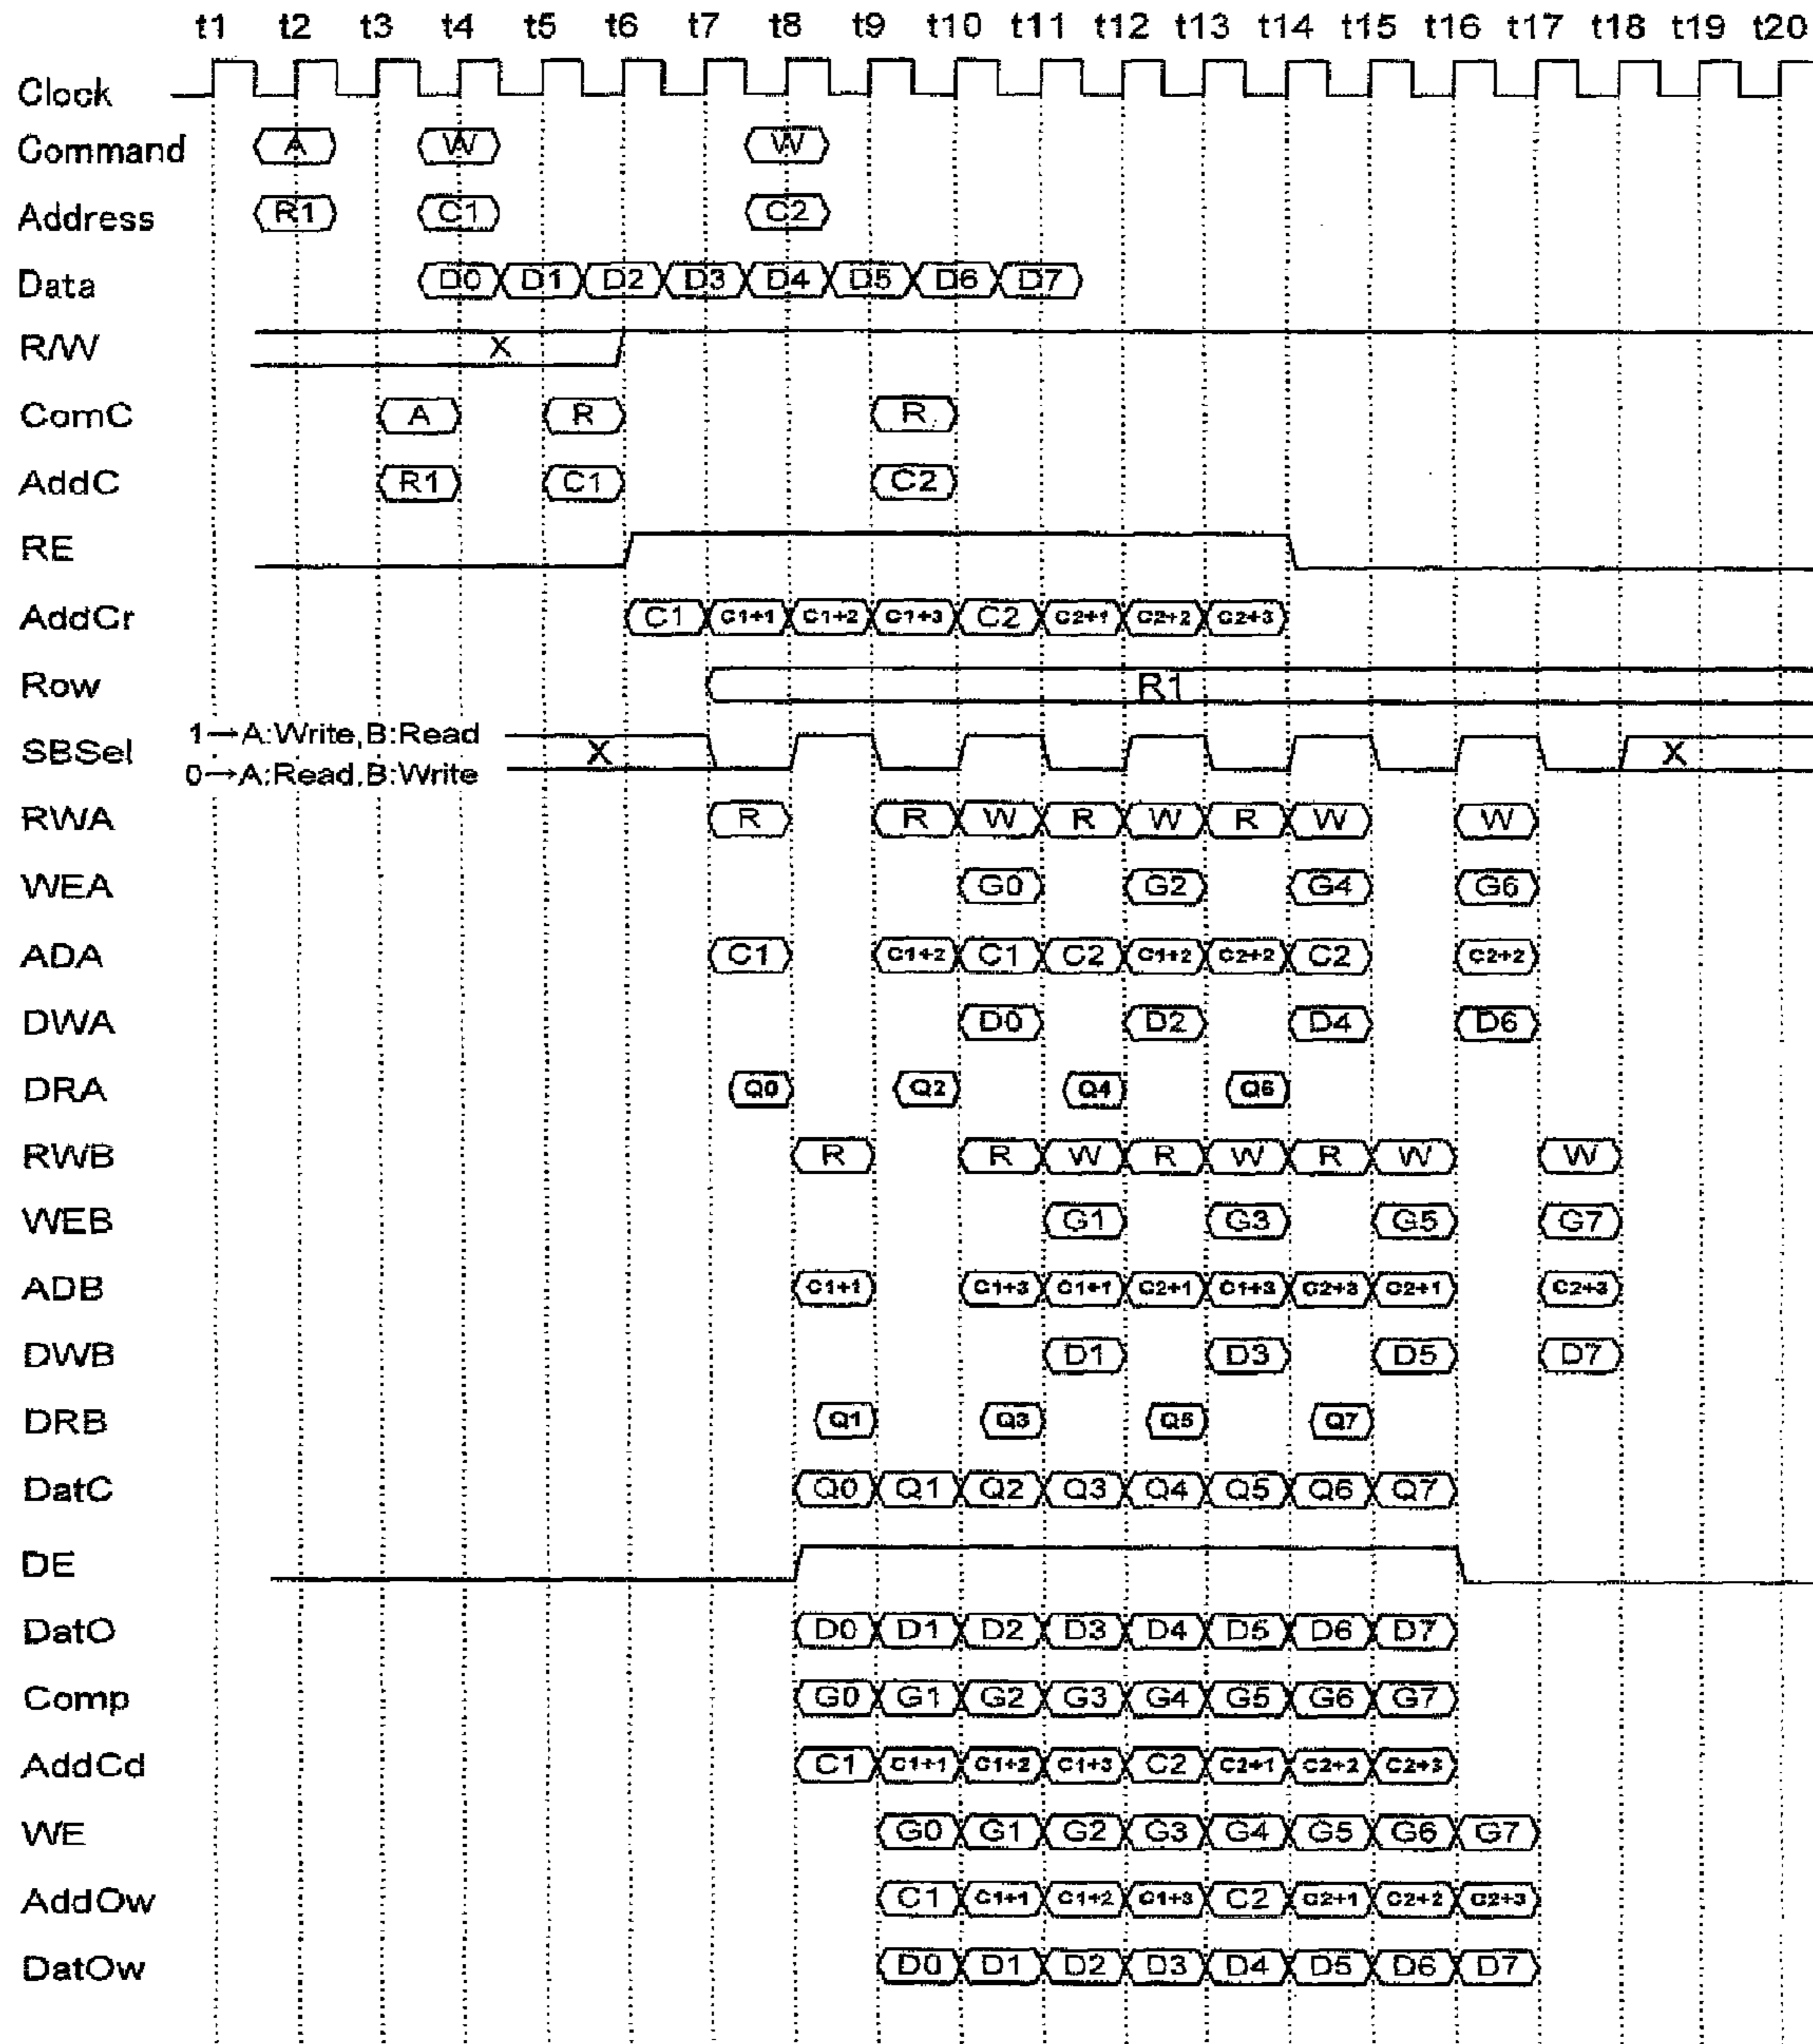 t1 t2 t3 t4 t5 t6 t7 t8 t9 t10 t11 t12 t13 t14 t15 t16 t17 t18 t19 t20
Clock
Command A W W
Address R1 C1 C2
Data D0 D1 D2 D3 D4 D5 D6 D7
R/W X
ComC A R R
AddC R1 C1 C2
RE
AddCr C1 C1+1 C1+2 C1+3 C2 C2+1 C2+2 C2+3
Row R1
1→A:Write,B:Read
SBSel X X
0→A:Read,B:Write
RWA R R W R W R W W
WEA G0 G2 G4 G6
ADA C1 C1+2 C1 C2 C1+2 C2+2 C2 C2+2
DWA D0 D2 D4 D6
DRA Q0 Q2 Q4 Q6
RWB R R W R W R W W
WEB G1 G3 G5 G7
ADB C1+1 C1+3 C1+1 C2+1 C1+3 C2+3 C2+1 C2+3
DWB D1 D3 D5 D7
DRB Q1 Q3 Q5 Q7
DatC Q0 Q1 Q2 Q3 Q4 Q5 Q6 Q7
DE
DatO D0 D1 D2 D3 D4 D5 D6 D7
Comp G0 G1 G2 G3 G4 G5 G6 G7
AddCd C1 C1+1 C1+2 C1+3 C2 C2+1 C2+2 C2+3
WE G0 G1 G2 G3 G4 G5 G6 G7
AddOw C1 C1+1 C1+2 C1+3 C2 C2+1 C2+2 C2+3
DatOw D0 D1 D2 D3 D4 D5 D6 D7